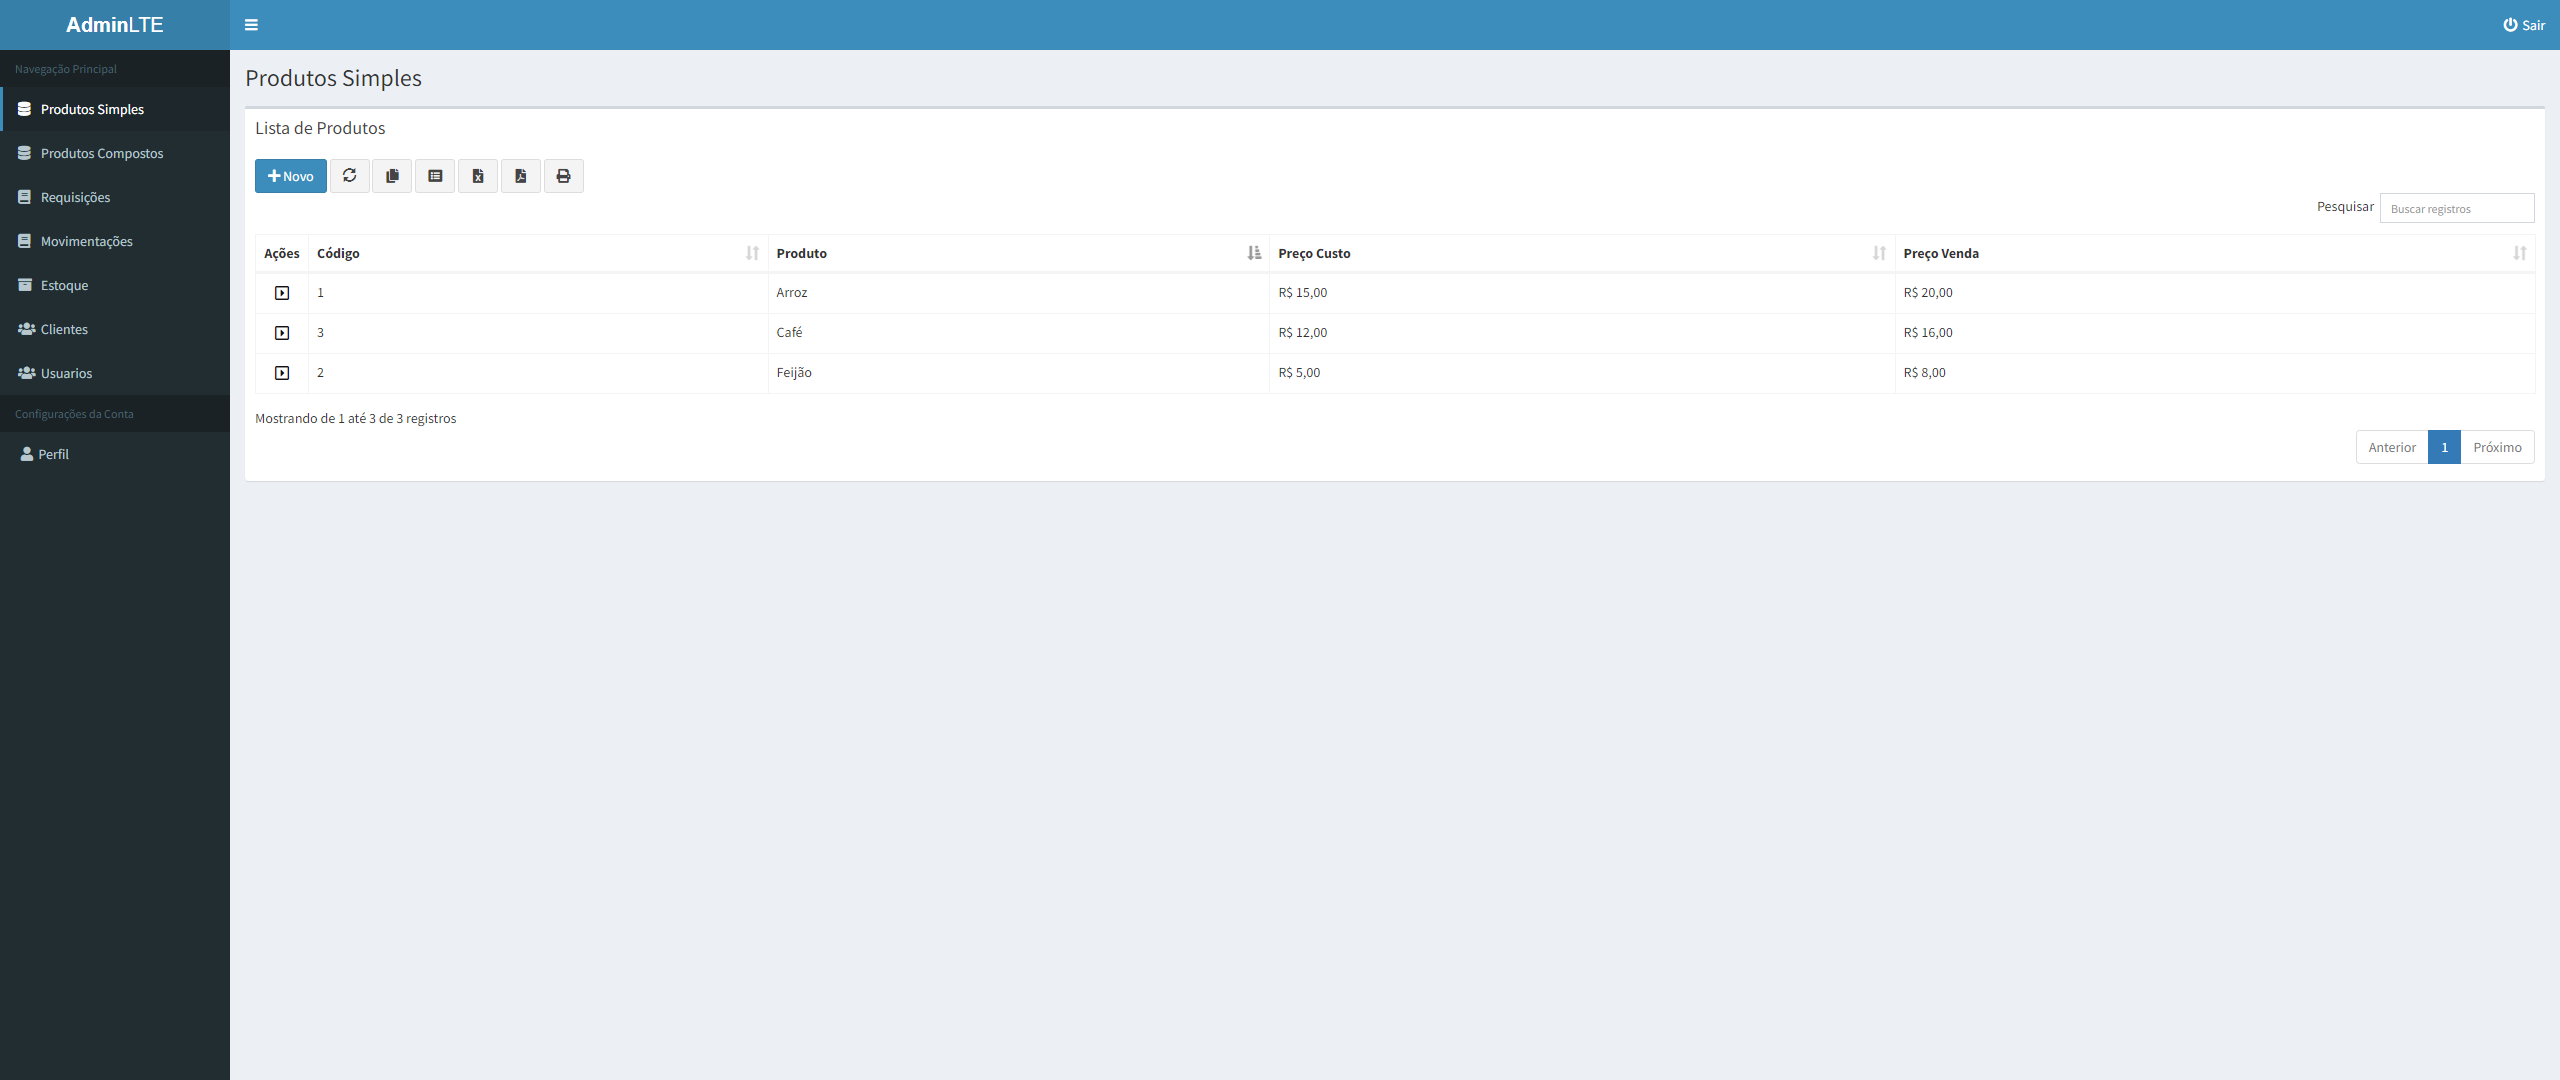 AdminLTE
Sair
Navegação Principal
Produtos Simples
Produtos Compostos
Requisições
Movimentações
Estoque
Clientes
Usuarios
Configurações da Conta
Perfil
Produtos Simples
Lista de Produtos
Novo
Pesquisar Buscar registros
Ações Código Produto Preço Custo Preço Venda
1 Arroz R$ 15,00 R$ 20,00
3 Café R$ 12,00 R$ 16,00
2 Feijão R$ 5,00 R$ 8,00
Mostrando de 1 até 3 de 3 registros
Anterior 1 Próximo